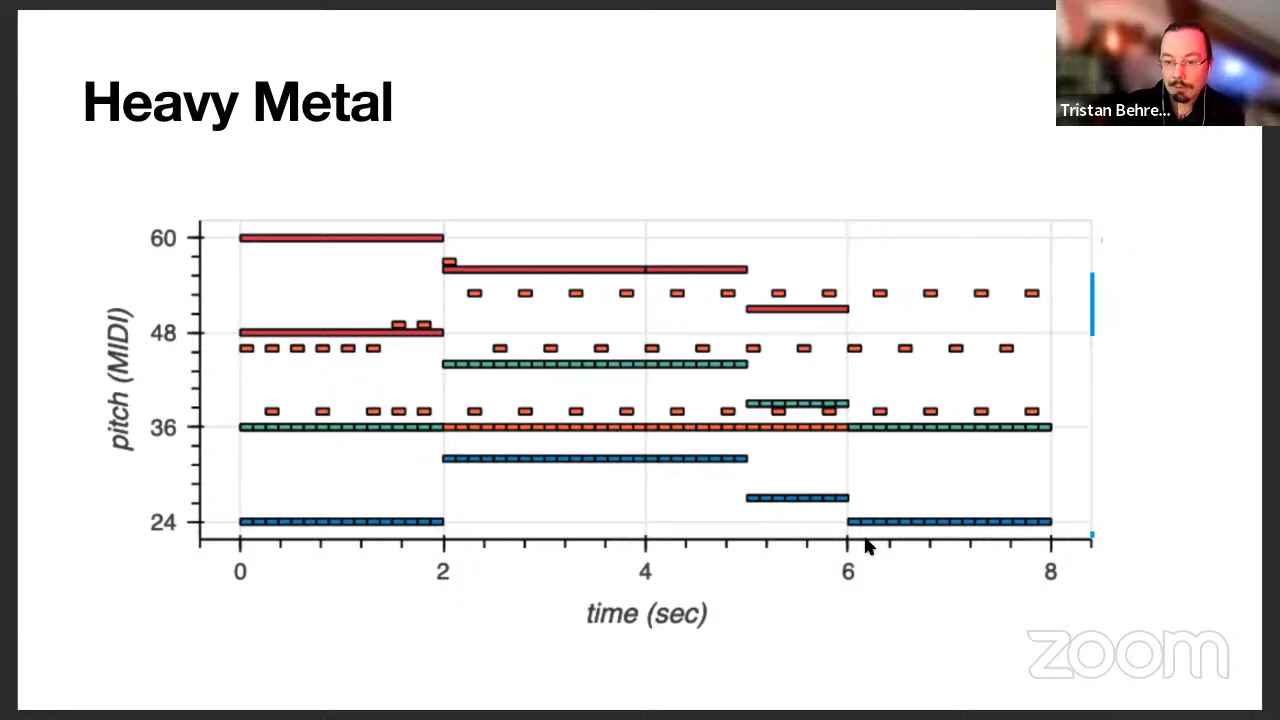 Heavy Metal
Tristan Behre...
60
48
36
24
pitch (MIDI)
0 2 4 6 8
time (sec)
zoom